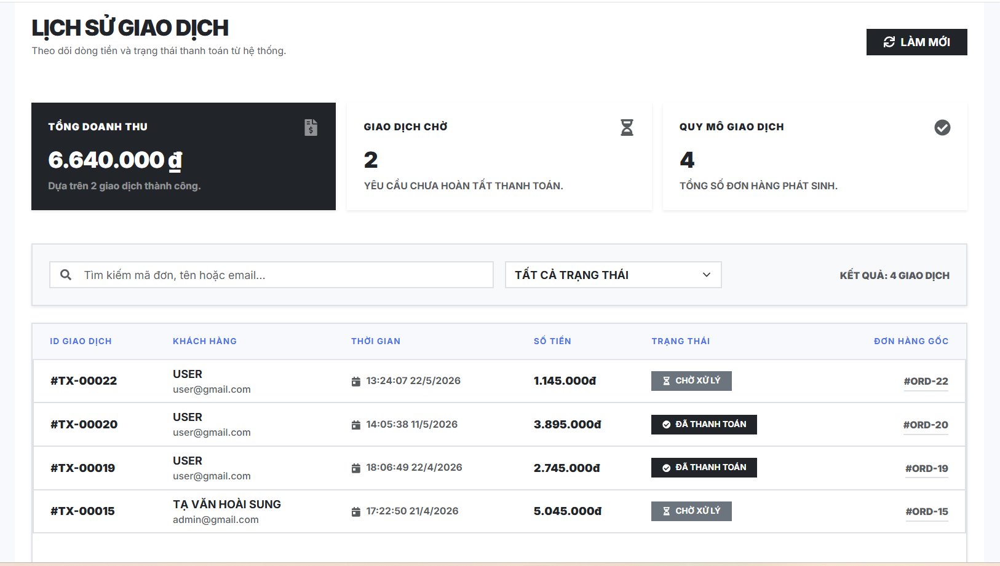 LỊCH SỬ GIAO DỊCH
Theo dõi dòng tiền và trạng thái thanh toán từ hệ thống.
LÀM MỚI
TỔNG DOANH THU
6.640.000 ₫
Dựa trên 2 giao dịch thành công.
GIAO DỊCH CHỜ
2
YÊU CẦU CHƯA HOÀN TẤT THANH TOÁN.
QUY MÔ GIAO DỊCH
4
TỔNG SỐ ĐƠN HÀNG PHÁT SINH.
Tìm kiếm mã đơn, tên hoặc email...
TẤT CẢ TRẠNG THÁI
KẾT QUẢ: 4 GIAO DỊCH
ID GIAO DỊCH KHÁCH HÀNG THỜI GIAN SỐ TIỀN TRẠNG THÁI ĐƠN HÀNG GỐC
#TX-00022 USER 13:24:07 22/5/2026 1.145.000đ CHỜ XỬ LÝ #ORD-22
user@gmail.com
#TX-00020 USER 14:05:38 11/5/2026 3.895.000đ ĐÃ THANH TOÁN #ORD-20
user@gmail.com
#TX-00019 USER 18:06:49 22/4/2026 2.745.000đ ĐÃ THANH TOÁN #ORD-19
user@gmail.com
#TX-00015 TẠ VĂN HOÀI SUNG 17:22:50 21/4/2026 5.045.000đ CHỜ XỬ LÝ #ORD-15
admin@gmail.com